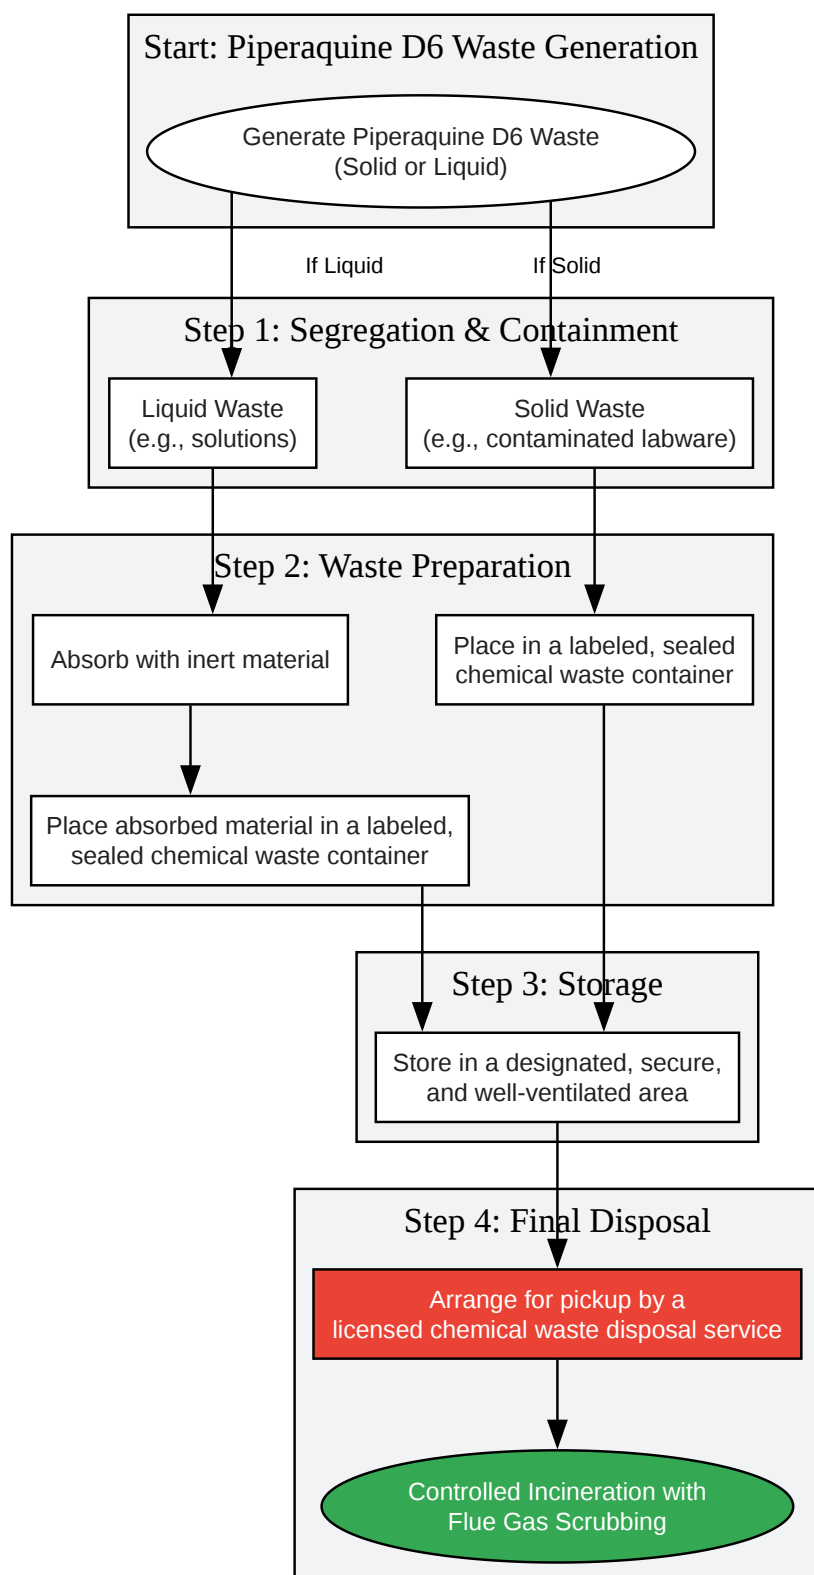 Start: Piperaquine D6 Waste Generation
Generate Piperaquine D6 Waste
(Solid or Liquid)
If Liquid
If Solid
Step 1: Segregation & Containment
Liquid Waste
(e.g., solutions)
Solid Waste
(e.g., contaminated labware)
Step 2: Waste Preparation
Absorb with inert material
Place in a labeled, sealed
chemical waste container
Place absorbed material in a labeled,
sealed chemical waste container
Step 3: Storage
Store in a designated, secure,
and well-ventilated area
Step 4: Final Disposal
Arrange for pickup by a
licensed chemical waste disposal service
Controlled Incineration with
Flue Gas Scrubbing